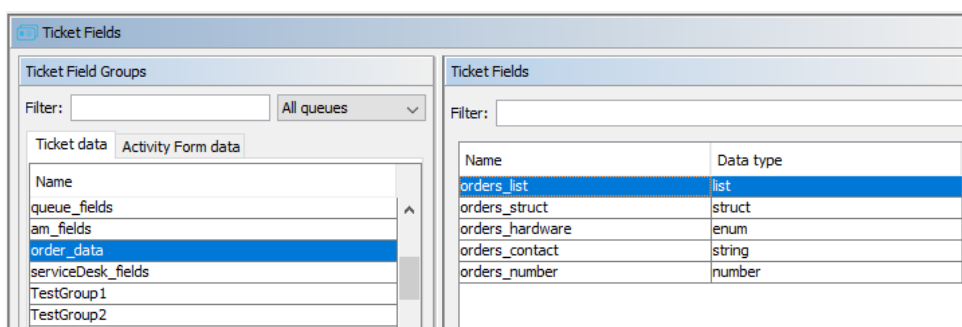 Ticket Fields
Ticket Field Groups
Filter: All queues
Ticket data Activity Form data
Name
queue_fields
am_fields
order_data
serviceDesk_fields
TestGroup1
TestGroup2
Ticket Fields
Filter:
Name Data type
orders_list list
orders_struct struct
orders_hardware enum
orders_contact string
orders_number number